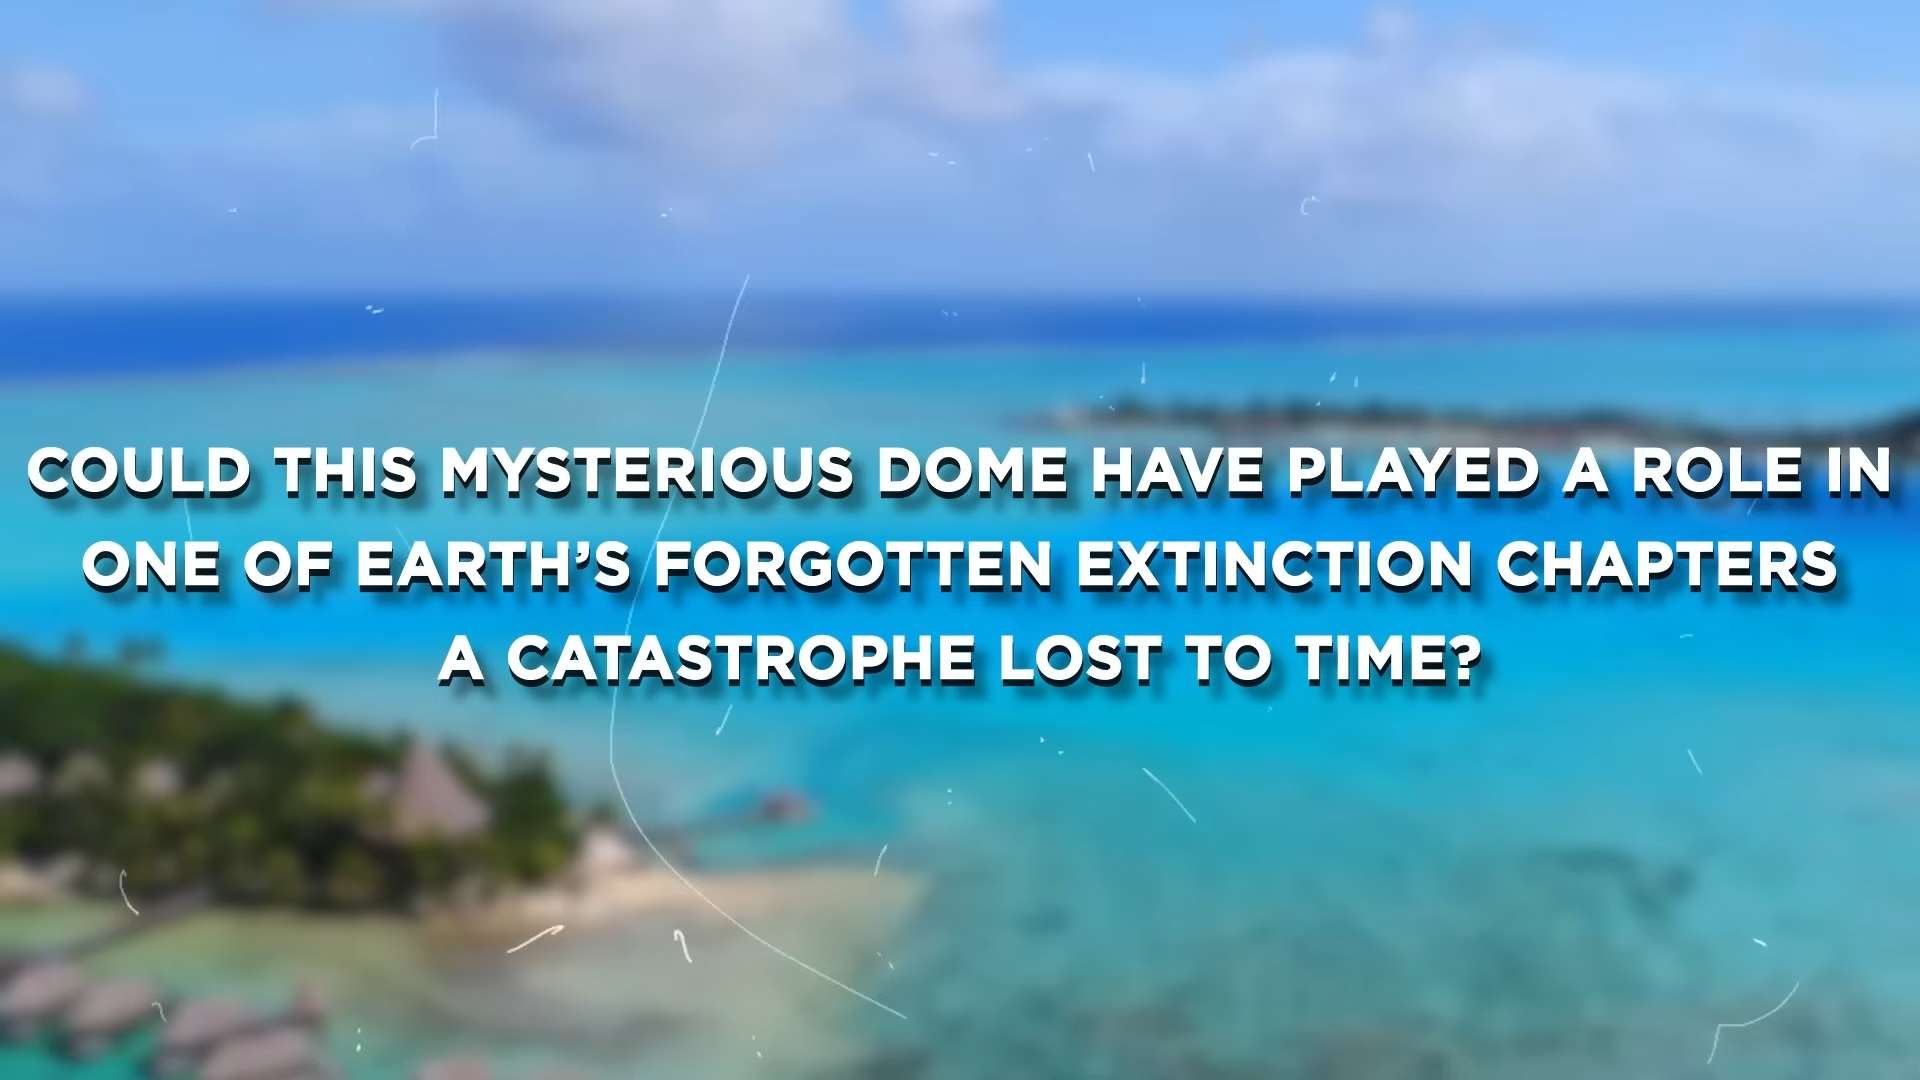 COULD THIS MYSTERIOUS DOME HAVE PLAYED A ROLE IN
ONE OF EARTH’S FORGOTTEN EXTINCTION CHAPTERS
A CATASTROPHE LOST TO TIME?